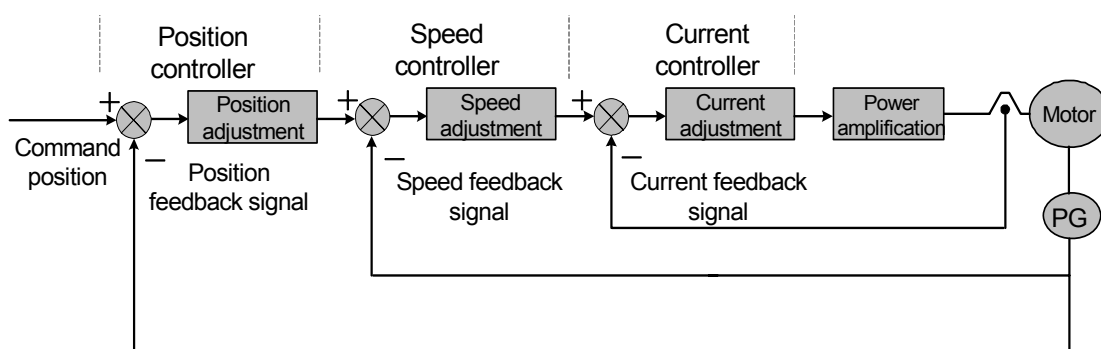 Position
controller
Speed
controller
Current
controller
+
Position
adjustment
+
Speed
adjustment
+
Current
adjustment
Power
amplification
Motor
Command
position
−
Position
feedback signal
−
Speed feedback
signal
−
Current feedback
signal
PG